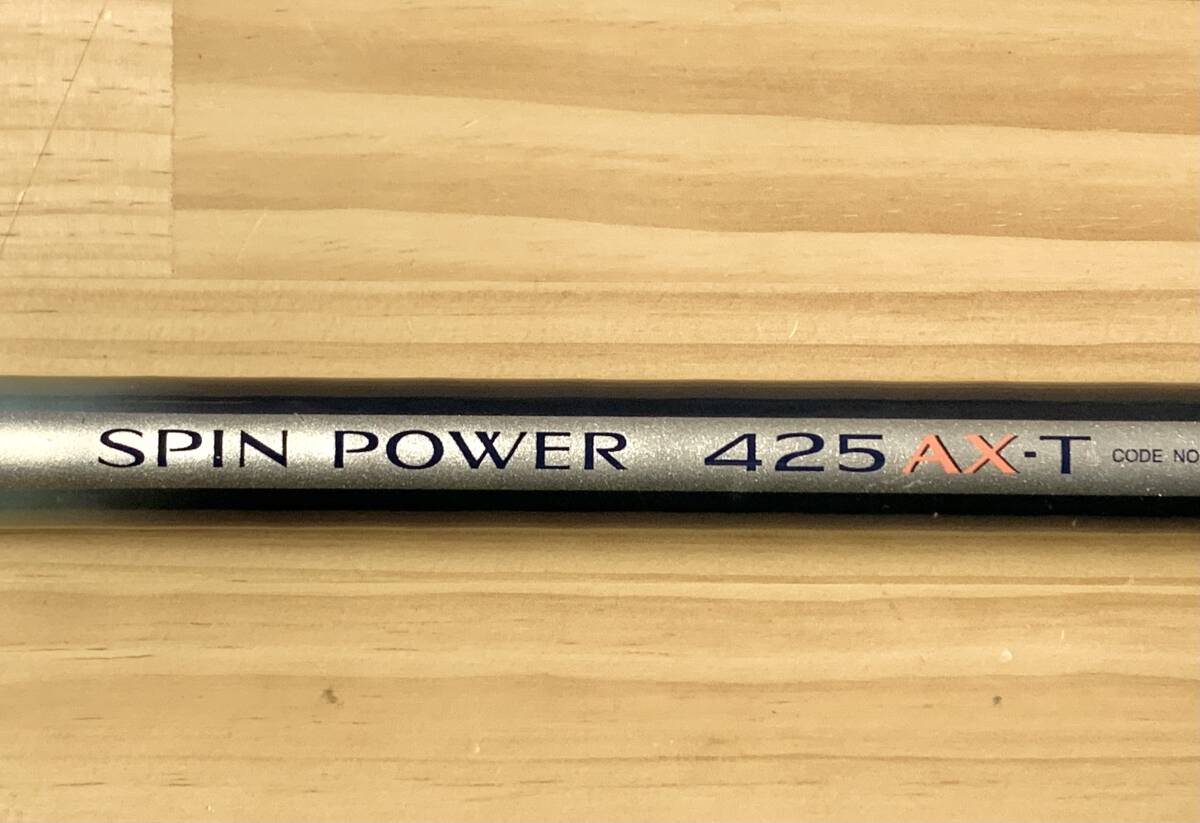 SPIN POWER 425AX-T CODE NO